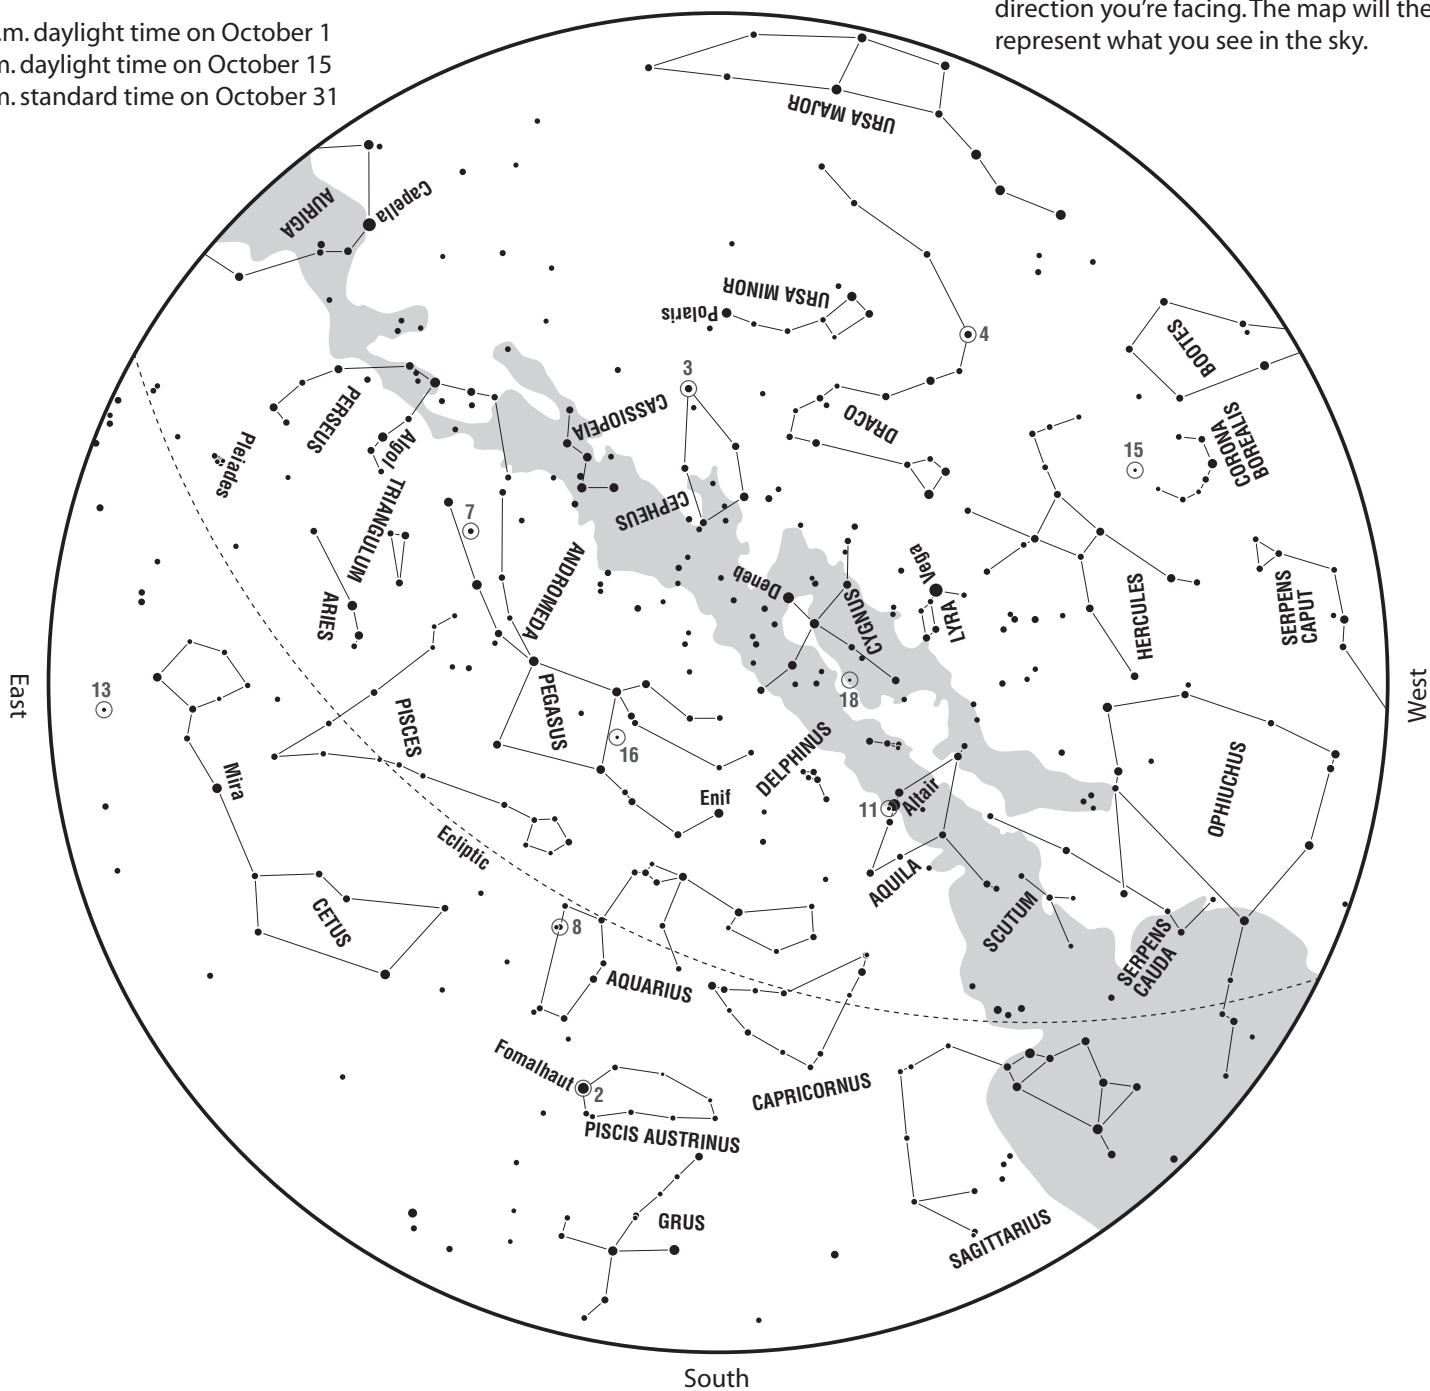 .m. daylight time on October 1
m. daylight time on October 15
m. standard time on October 31
direction you're facing. The map will the
represent what you see in the sky.
URSA MAJOR
Capella
AURIGA
URSA MINOR
Polaris
4
BOOTES
3
CASSIOPEIA
PERSEUS
DRACO
CORONA
BOREALIS
Algol
Pleiades
15
TRIANGULUM
7
CEPHEUS
ANDROMEDA
Deneb
Vega
CYGNUS
LYRA
HERCULES
SERPENS
CAPUT
ARIES
East
13
West
PISCES
PEGASUS
18
16
DELPHINUS
Mira
Enif
11
Altair
OPHIUCHUS
Ecliptic
AQUILA
CETUS
8
SCUTUM
SERPENS
CAUDA
AQUARIUS
Fomalhaut
2
CAPRICORNUS
PISCIS AUSTRINUS
GRUS
SAGITTARIUS
South